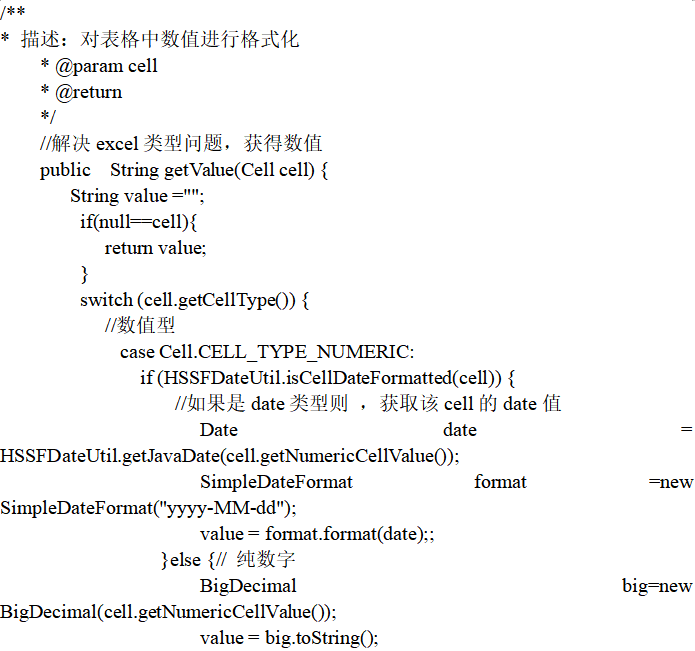 /**
* 描述：对表格中数值进行格式化
* @param cell
* @return
*/
//解决 excel 类型问题，获得数值
public String getValue(Cell cell) {
String value ="";
if(null==cell){
return value;
}
switch (cell.getCellType()) {
//数值型
case Cell.CELL_TYPE_NUMERIC:
if (HSSFDateUtil.isCellDateFormatted(cell)) {
//如果是 date 类型则 ，获取该 cell 的 date 值
Date date =
HSSFDateUtil.getJavaDate(cell.getNumericCellValue());
SimpleDateFormat format =new
SimpleDateFormat("yyyy-MM-dd");
value = format.format(date);;
}else {// 纯数字
BigDecimal big=new
BigDecimal(cell.getNumericCellValue());
value = big.toString();